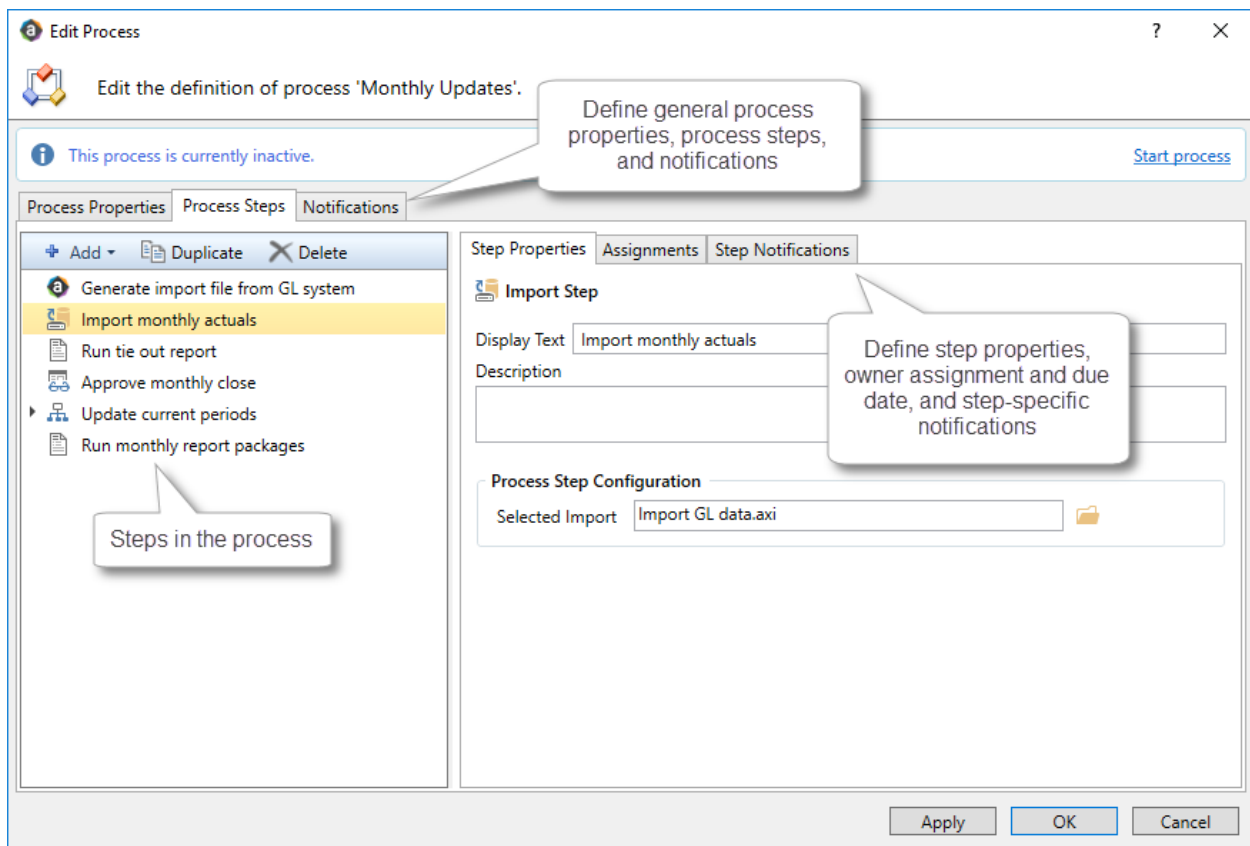 Edit Process
?
Edit the definition of process 'Monthly Updates'.
Define general process
properties, process steps,
and notifications
This process is currently inactive.
Start process
Process Properties
Process Steps
Notifications
Add
Duplicate
Delete
Generate import file from GL system
Import monthly actuals
Run tie out report
Approve monthly close
Update current periods
Run monthly report packages
Steps in the process
Step Properties
Assignments
Step Notifications
Import Step
Display Text
Import monthly actuals
Description
Define step properties,
owner assignment and due
date, and step-specific
notifications
Process Step Configuration
Selected Import
Import GL data.axi
Apply
OK
Cancel